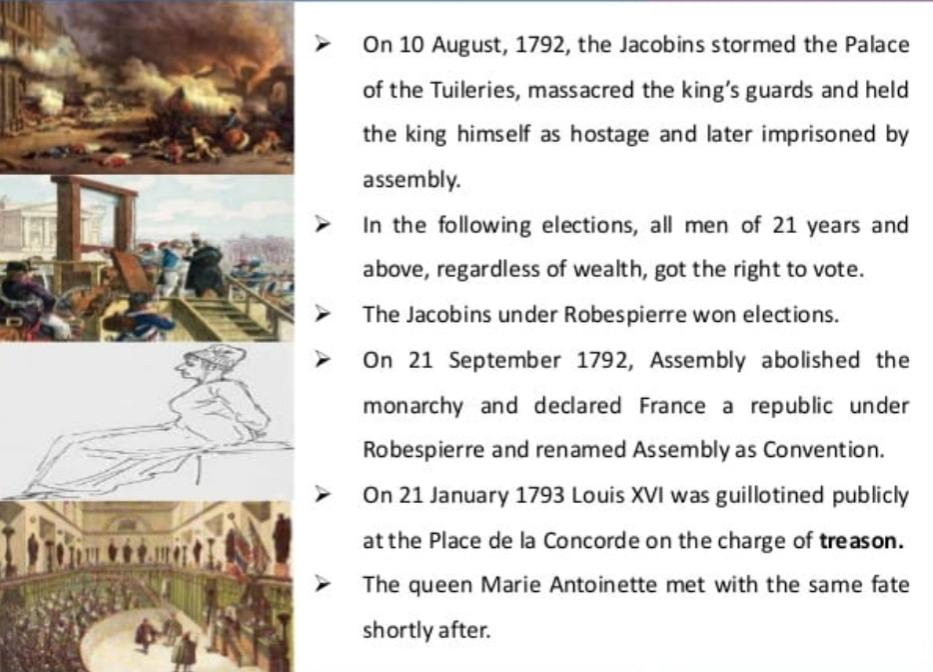 ➤ On 10 August, 1792, the Jacobins stormed the Palace
of the Tuileries, massacred the king's guards and held
the king himself as hostage and later imprisoned by
assembly.
➤ In the following elections, all men of 21 years and
above, regardless of wealth, got the right to vote.
➤ The Jacobins under Robespierre won elections.
➤ On 21 September 1792, Assembly abolished the
monarchy and declared France a republic under
Robespierre and renamed Assembly as Convention.
➤ On 21 January 1793 Louis XVI was guillotined publicly
at the Place de la Concorde on the charge of treason.
➤ The queen Marie Antoinette met with the same fate
shortly after.